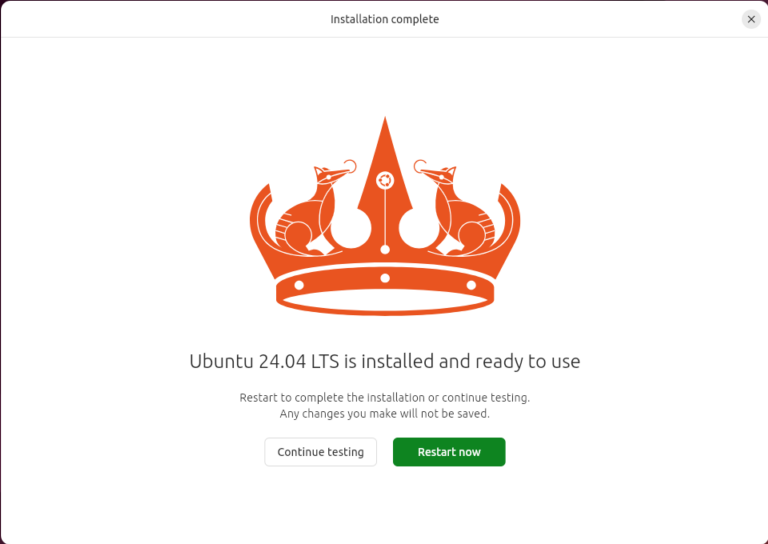 Installation complete
Ubuntu 24.04 LTS is installed and ready to use
Restart to complete the installation or continue testing.
Any changes you make will not be saved.
Continue testing
Restart now